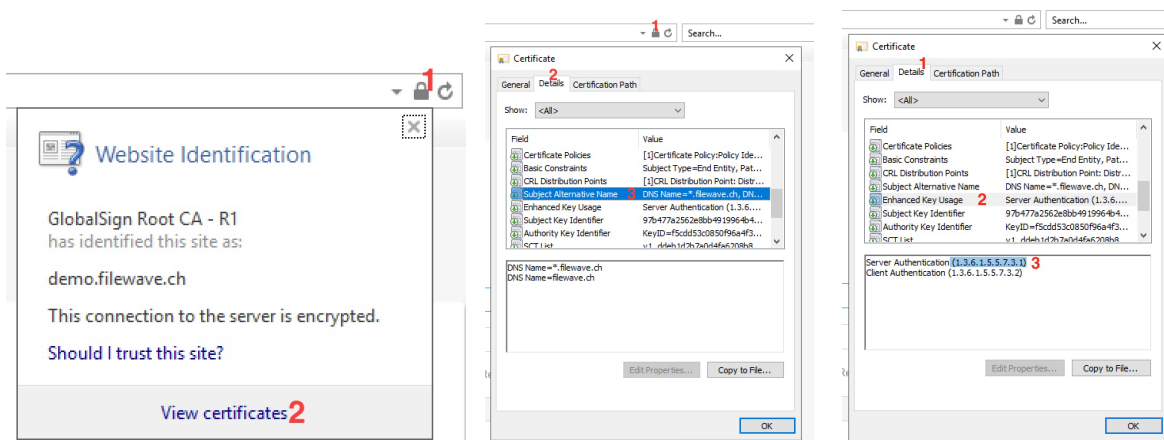 1
Website Identification
GlobalSign Root CA - R1
has identified this site as:
demo.filewave.ch
This connection to the server is encrypted.
Should I trust this site?
View certificates 2
1
Search...
Certificate
2
General Details Certification Path
Show: <All>
Field Value
Certificate Policies [1]Certificate Policy:Policy Ide...
Basic Constraints Subject Type=End Entity, Pat...
CRL Distribution Points [1]CRL Distribution Point: Distr...
Subject Alternative Name 3 DNS Name=*.filewave.ch, DN...
Enhanced Key Usage Server Authentication (1.3.6....
Subject Key Identifier 97b477a2562e8bb4919964b4...
Authority Key Identifier KeyID=f5cdd53c0850f96a4f3...
SCT List v1, ddeb1d2b7a0d4fa6208b8...
DNS Name=*.filewave.ch
DNS Name=filewave.ch
Edit Properties... Copy to File...
OK
Search...
Certificate
1
General Details Certification Path
Show: <All>
Field Value
Certificate Policies [1]Certificate Policy:Policy Ide...
Basic Constraints Subject Type=End Entity, Pat...
CRL Distribution Points [1]CRL Distribution Point: Distr...
Subject Alternative Name DNS Name=*.filewave.ch, DN...
Enhanced Key Usage 2 Server Authentication (1.3.6....
Subject Key Identifier 97b477a2562e8bb4919964b4...
Authority Key Identifier KeyID=f5cdd53c0850f96a4f3...
SCT List v1, ddeb1d2b7a0d4fa6208b8...
Server Authentication (1.3.6.1.5.5.7.3.1) 3
Client Authentication (1.3.6.1.5.5.7.3.2)
Edit Properties... Copy to File...
OK